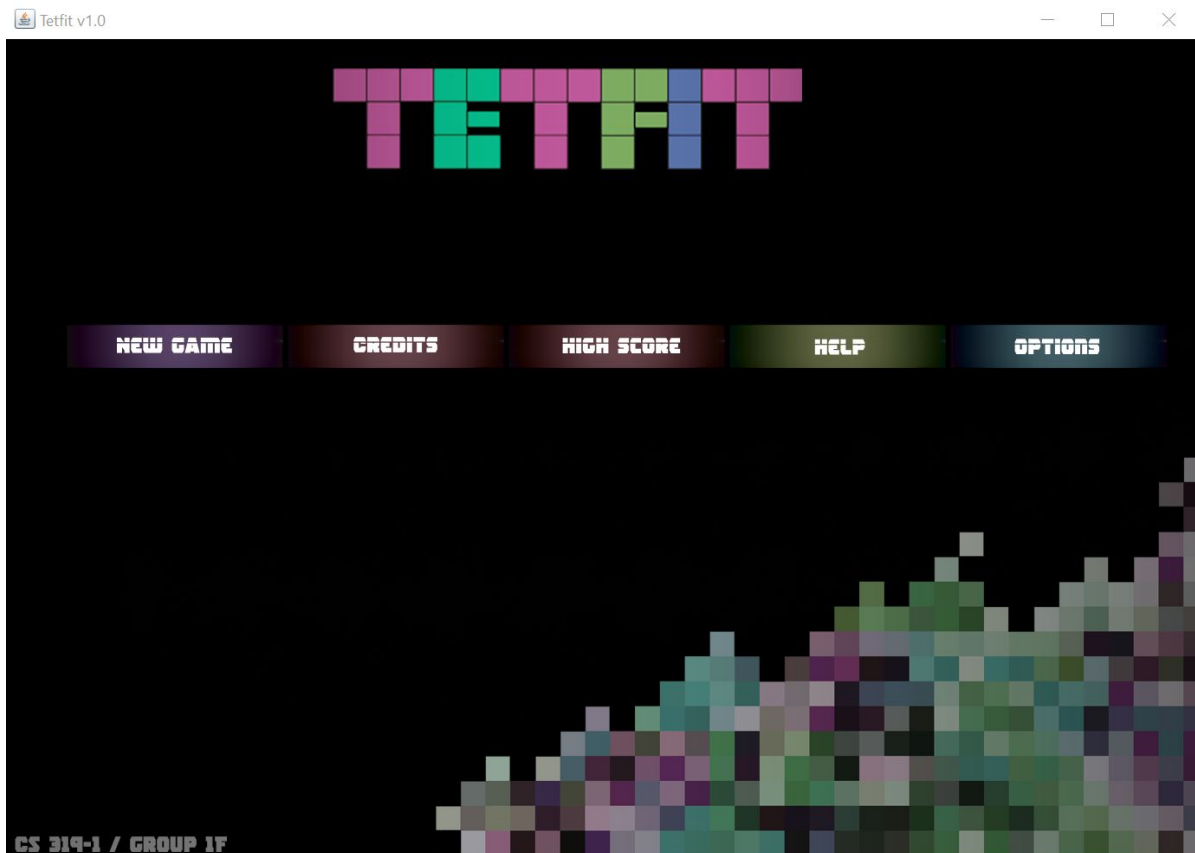 Tetfit v1.0
TETFIT
NEW GAME CREDITS HIGH SCORE HELP OPTIONS
CS 319-1 / GROUP 1F